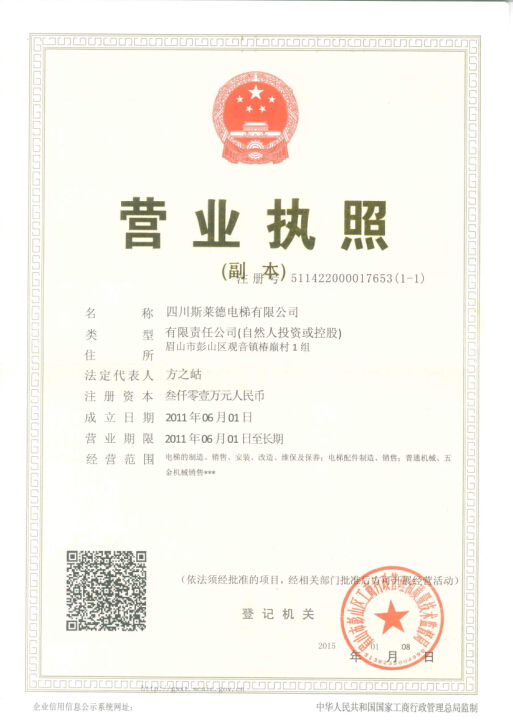 营业执照
(副 本)
注册号 511422000017653(1-1)
名 称 四川斯莱德电梯有限公司
类 型 有限责任公司(自然人投资或控股)
住 所 眉山市彭山区观音镇椿巅村1组
法定代表人 方之岵
注册资本 叁仟零壹万元人民币
成立日期 2011年06月01日
营业期限 2011年06月01日至长期
经营范围 电梯的制造、销售、安装、改造、维保及保养；电梯配件制造、销售；普通机械、五
金机械销售***
(依法须经批准的项目，经相关部门批准后方可开展经营活动)
登记机关
2015年01月08日
企业信用信息公示系统网址：
中华人民共和国国家工商行政管理总局监制